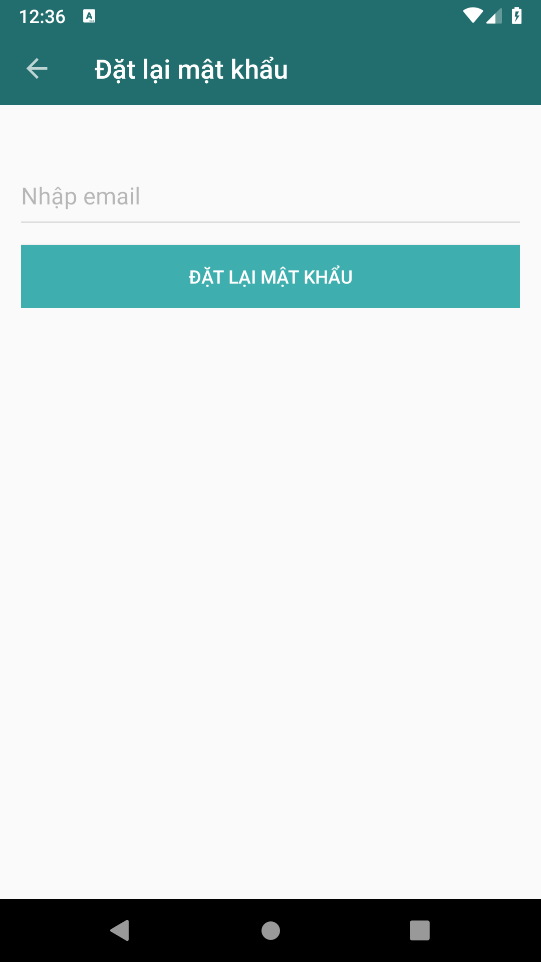 12:36
Đặt lại mật khẩu
Nhập email
ĐẶT LẠI MẬT KHẨU